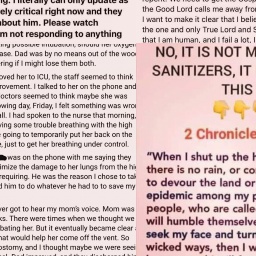 ng. I literally can only update as
ely critical right now and they
about him. Please watch
m not responding to anything
possible intubation, should her oxygen
ase. Dad was by no means out of the woo
ering if I might lose them both.
oved her to ICU, the staff seemed to think
rovement. I talked to her on the phone and
doctors seemed to think maybe she was
owing day, Friday, I felt something was wron
all. I had spoken to the nurse that morning,
ving some trouble breathing with the high
e going to temporarily put her back on the
, just to get her breathing under control.
was on the phone with me saying they
imize the damage to her lungs from the hi
requiring. He was the reason I chose to tak
d him to do whatever he had to to save my
ver got to hear my mom's voice. Mom was
ks. There were times when we thought we
bating. But it eventually became clear a
hat would help her come off the vent. So
ostomy, and I thought maybe we were seei
the Good Lord calls me away from
I want to make it clear that I belie
the one and only True Lord and S
that I am human, and I fail a lot. I
NO, IT IS NOT M
SANITIZERS, IT
THIS
👇👇
2 Chronicle
"When I shut up the h
there is no rain, or co
to devour the land or
epidemic among my p
people, who are calle
will humble themselve
seek my face and turn
wicked ways, then I w